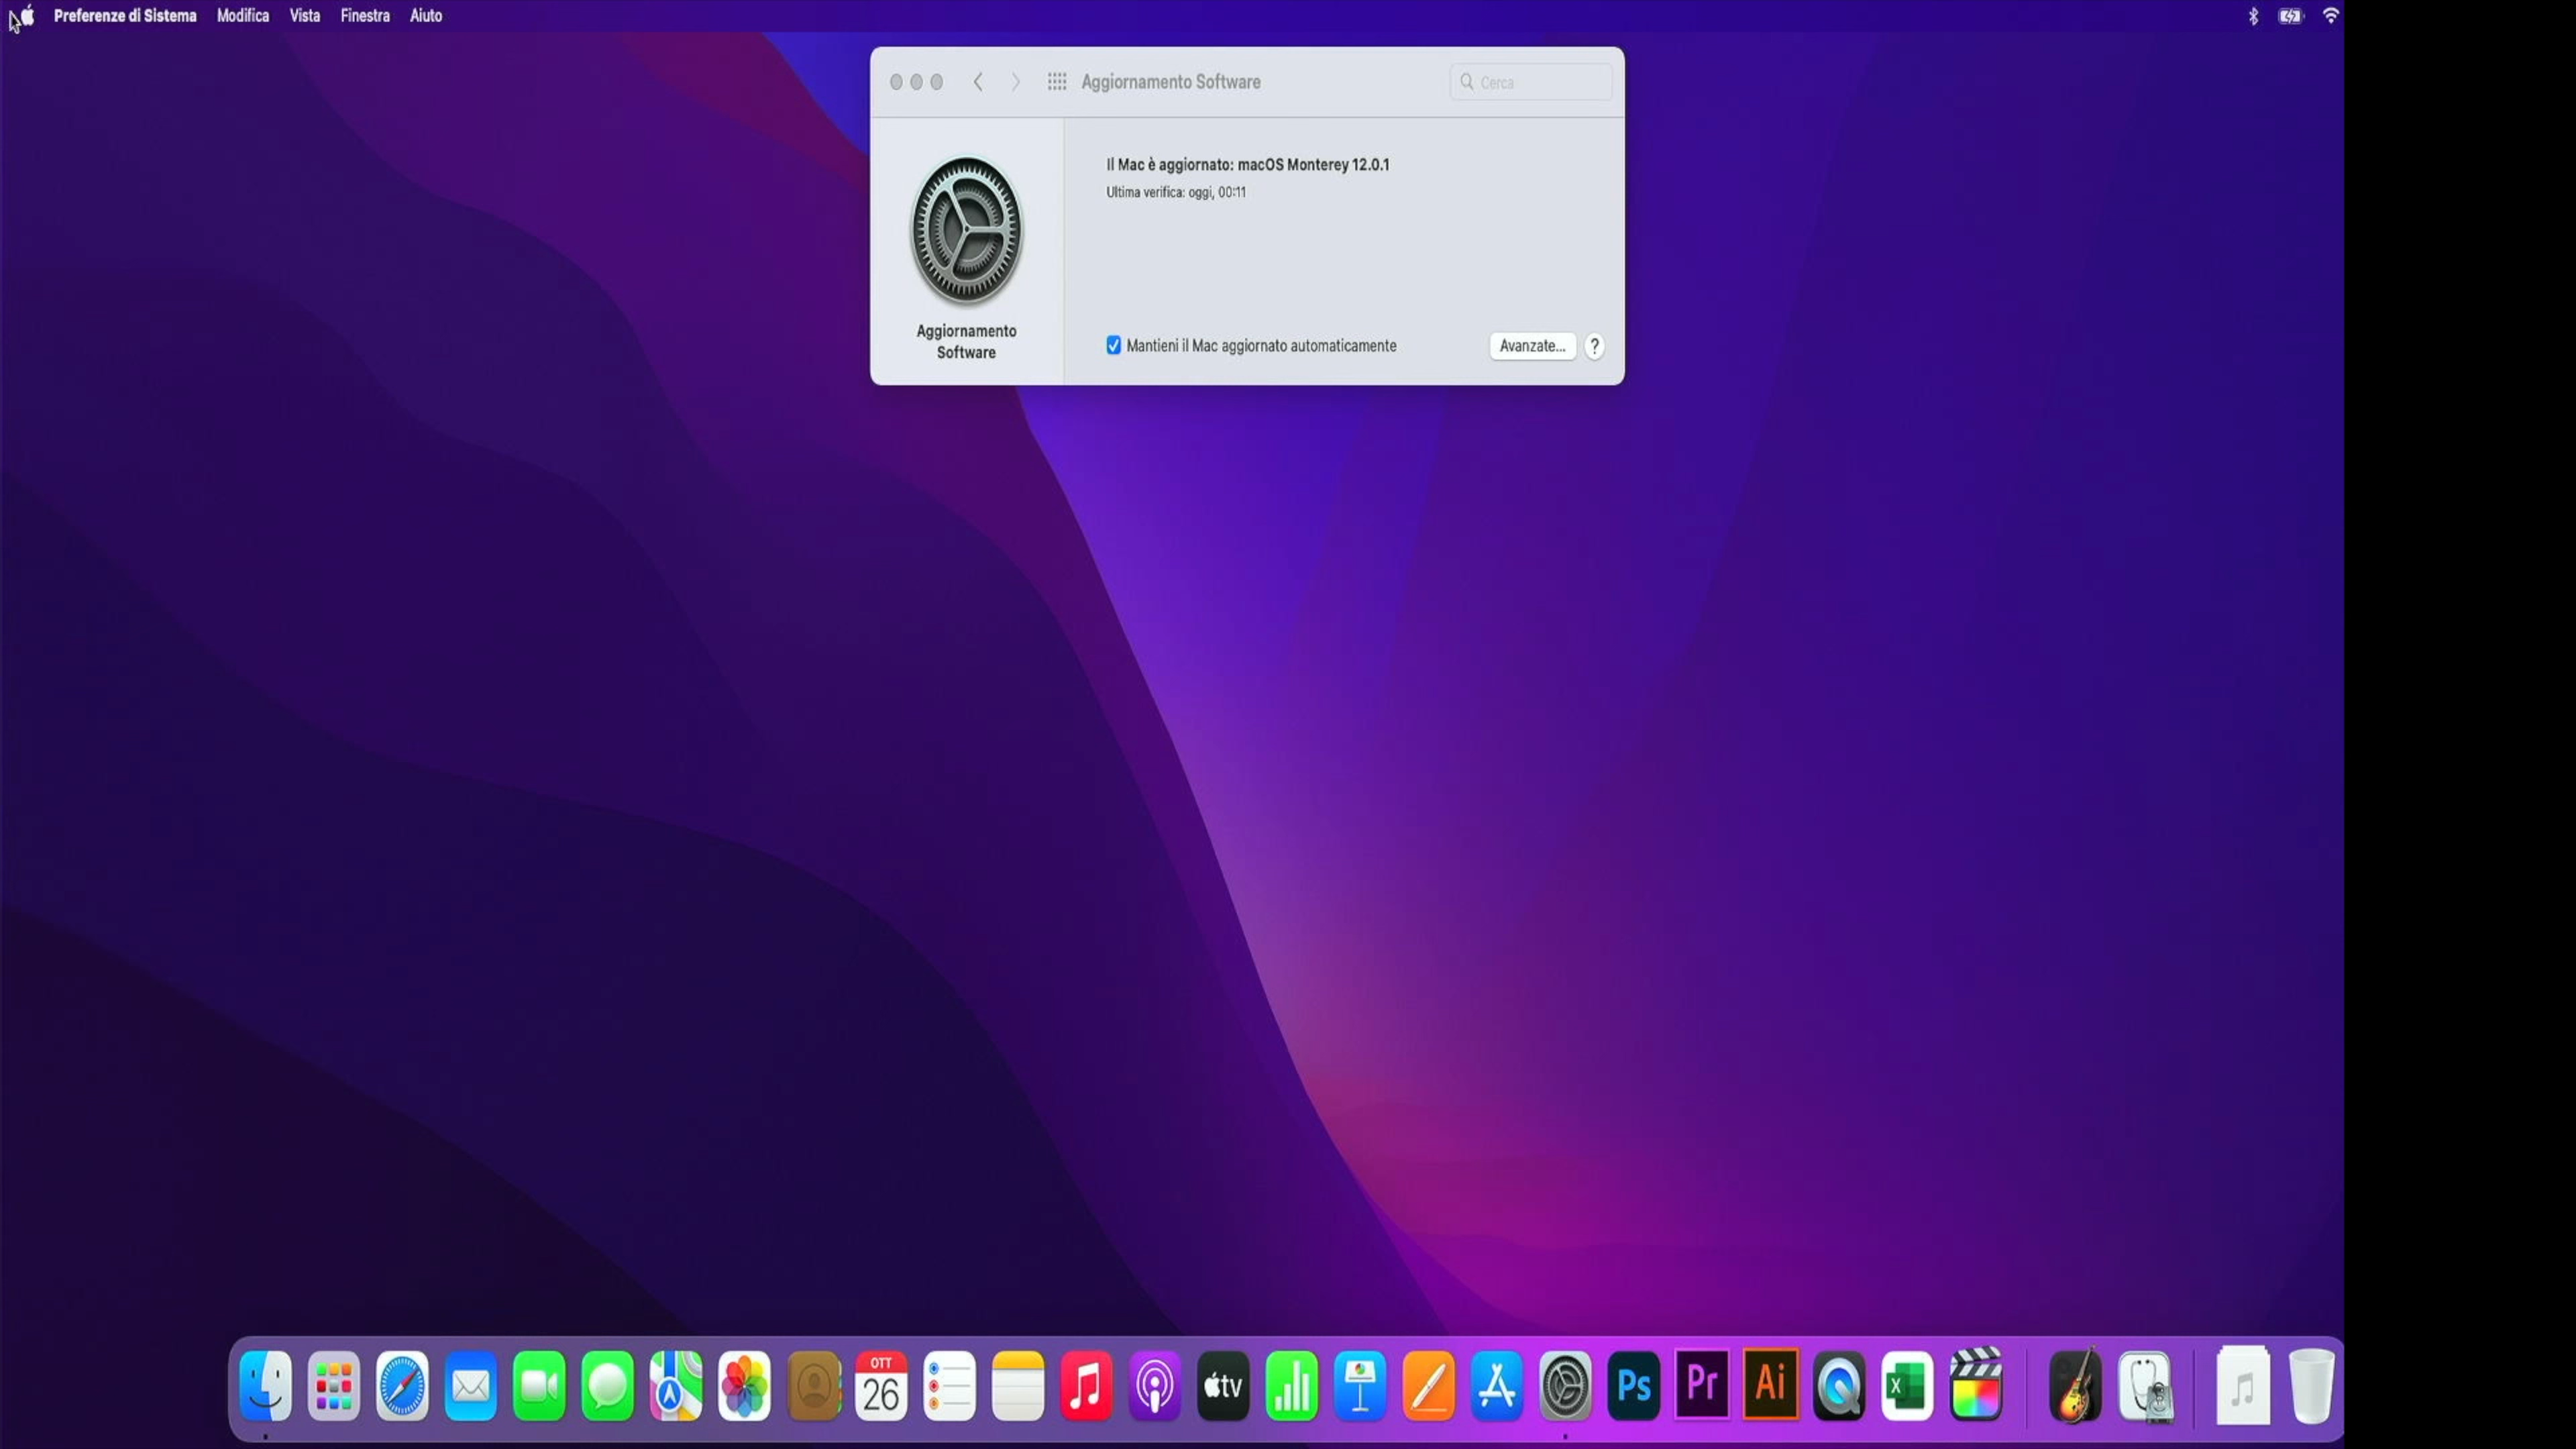 Preferenze di Sistema Modifica Vista Finestra Aiuto
Aggiornamento Software
Cerca
Il Mac è aggiornato: macOS Monterey 12.0.1
Ultima verifica: oggi, 00:11
Aggiornamento
Software
Mantieni il Mac aggiornato automaticamente
Avanzate...
?
OTT
26
tv
Ps
Pr
Ai
X